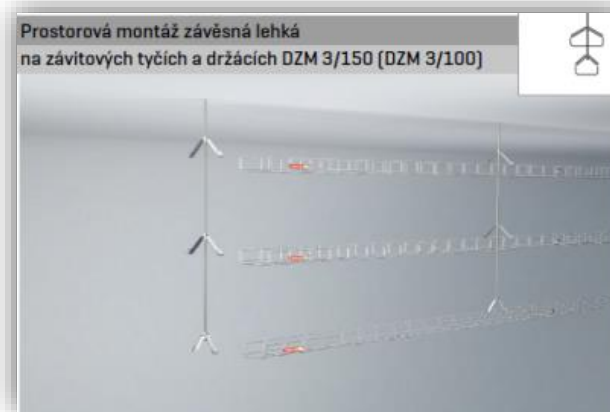 Prostorová montáž závěsná lehká
na závitových tyčích a držácích DZM 3/150 (DZM 3/100)